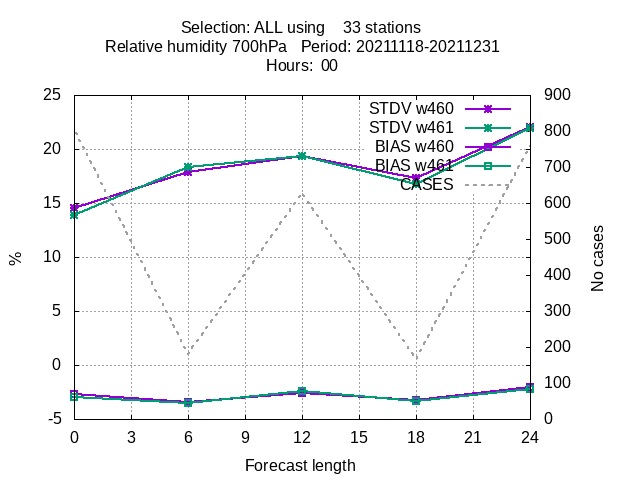 Selection: ALL using    33 stations
Relative humidity 700hPa   Period: 20211118-20211231
Hours:  00
25
20
15
10
5
0
-5
%
900
800
700
600
500
400
300
200
100
0
No cases
STDV w460
STDV w461
BIAS w460
BIAS w461
CASES
0 3 6 9 12 15 18 21 24
Forecast length